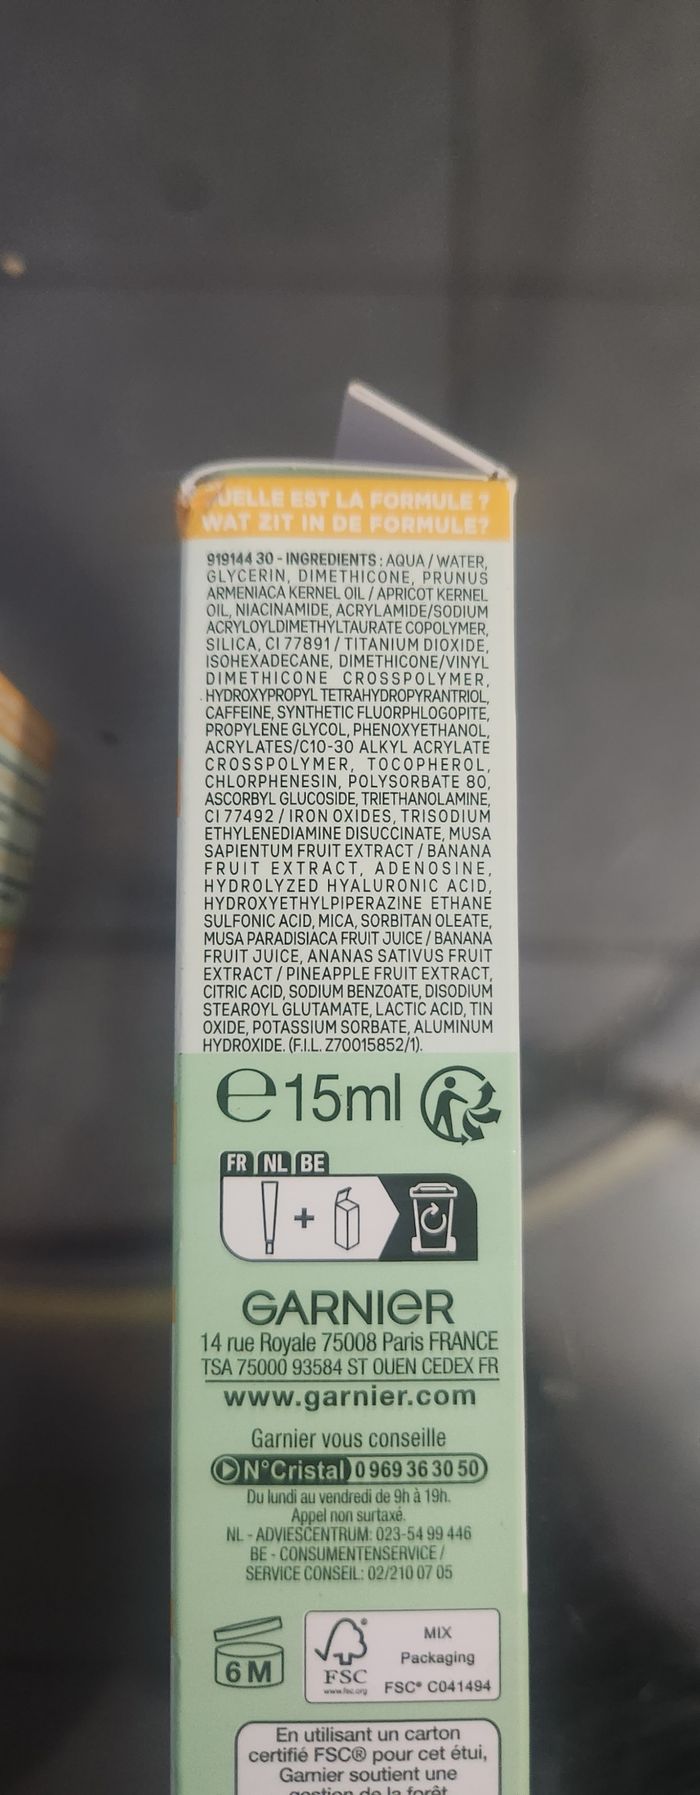 UELLE EST LA FORMULE ?
WAT ZIT IN DE FORMULE?
919144 30 - INGREDIENTS : AQUA / WATER,
GLYCERIN, DIMETHICONE, PRUNUS
ARMENIACA KERNEL OIL / APRICOT KERNEL
OIL, NIACINAMIDE, ACRYLAMIDE/SODIUM
ACRYLOYLDIMETHYLTAURATE COPOLYMER,
SILICA, CI 77891 / TITANIUM DIOXIDE,
ISOHEXADECANE, DIMETHICONE/VINYL
DIMETHICONE CROSSPOLYMER,
HYDROXYPROPYL TETRAHYDROPYRANTRIOL,
CAFFEINE, SYNTHETIC FLUORPHLOGOPITE,
PROPYLENE GLYCOL, PHENOXYETHANOL,
ACRYLATES/C10-30 ALKYL ACRYLATE
CROSSPOLYMER, TOCOPHEROL,
CHLORPHENESIN, POLYSORBATE 80,
ASCORBYL GLUCOSIDE, TRIETHANOLAMINE,
CI 77492 / IRON OXIDES, TRISODIUM
ETHYLENEDIAMINE DISUCCINATE, MUSA
SAPIENTUM FRUIT EXTRACT / BANANA
FRUIT EXTRACT, ADENOSINE,
HYDROLYZED HYALURONIC ACID,
HYDROXYETHYLPIPERAZINE ETHANE
SULFONIC ACID, MICA, SORBITAN OLEATE,
MUSA PARADISIACA FRUIT JUICE / BANANA
FRUIT JUICE, ANANAS SATIVUS FRUIT
EXTRACT / PINEAPPLE FRUIT EXTRACT,
CITRIC ACID, SODIUM BENZOATE, DISODIUM
STEAROYL GLUTAMATE, LACTIC ACID, TIN
OXIDE, POTASSIUM SORBATE, ALUMINUM
HYDROXIDE. (F.I.L. Z70015852/1).
℮15ml
FR NL BE
+
GARNIER
14 rue Royale 75008 Paris FRANCE
TSA 75000 93584 ST OUEN CEDEX FR
www.garnier.com
Garnier vous conseille
N°Cristal 0 969 36 30 50
Du lundi au vendredi de 9h à 19h.
Appel non surtaxé.
NL - ADVIESCENTRUM: 023-54 99 446
BE - CONSUMENTENSERVICE /
SERVICE CONSEIL: 02/210 07 05
6 M
FSC
www.fsc.org
MIX
Packaging
FSC® C041494
En utilisant un carton
certifié FSC® pour cet étui,
Garnier soutient une
gestion de la forêt